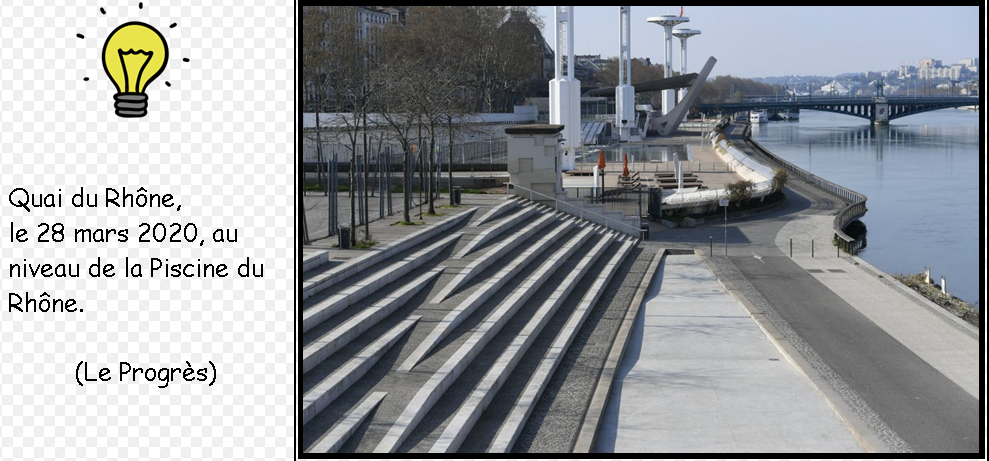 Quai du Rhône,
le 28 mars 2020, au
niveau de la Piscine du
Rhône.
(Le Progrès)